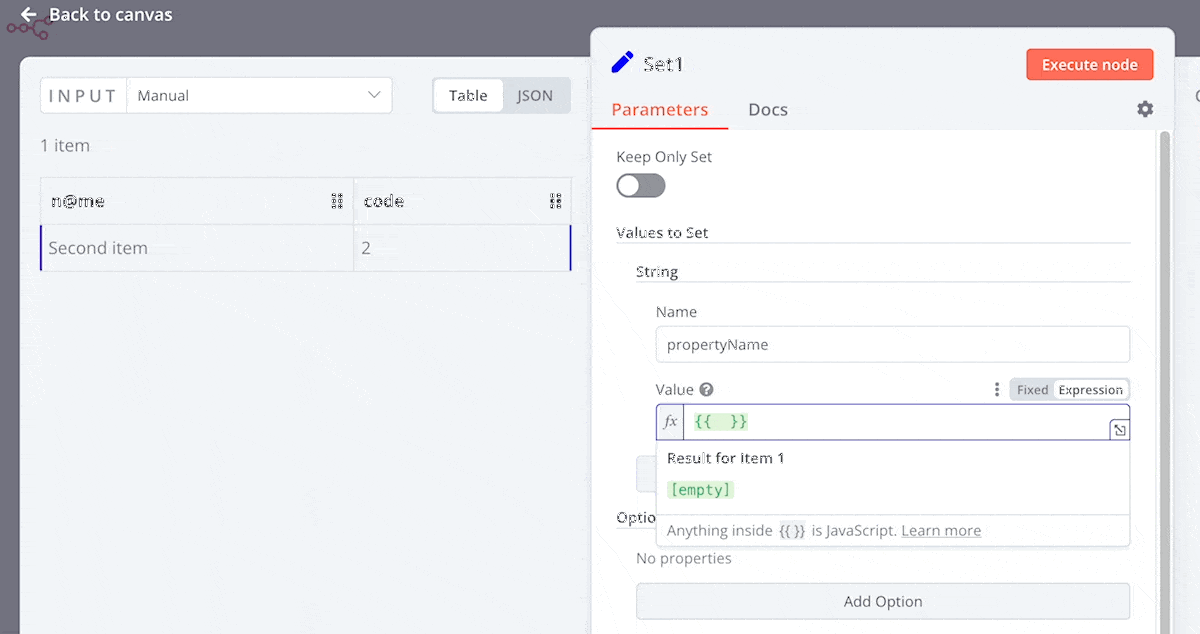 Back to canvas
INPUT Manual
Table JSON
1 item
n@me code
Second item 2
Set1
Execute node
Parameters Docs
Keep Only Set
Values to Set
String
Name
propertyName
Value
Fixed Expression
fx {{ }}
Result for Item 1
[empty]
Anything inside {{ }} is JavaScript. Learn more
Optio
No properties
Add Option